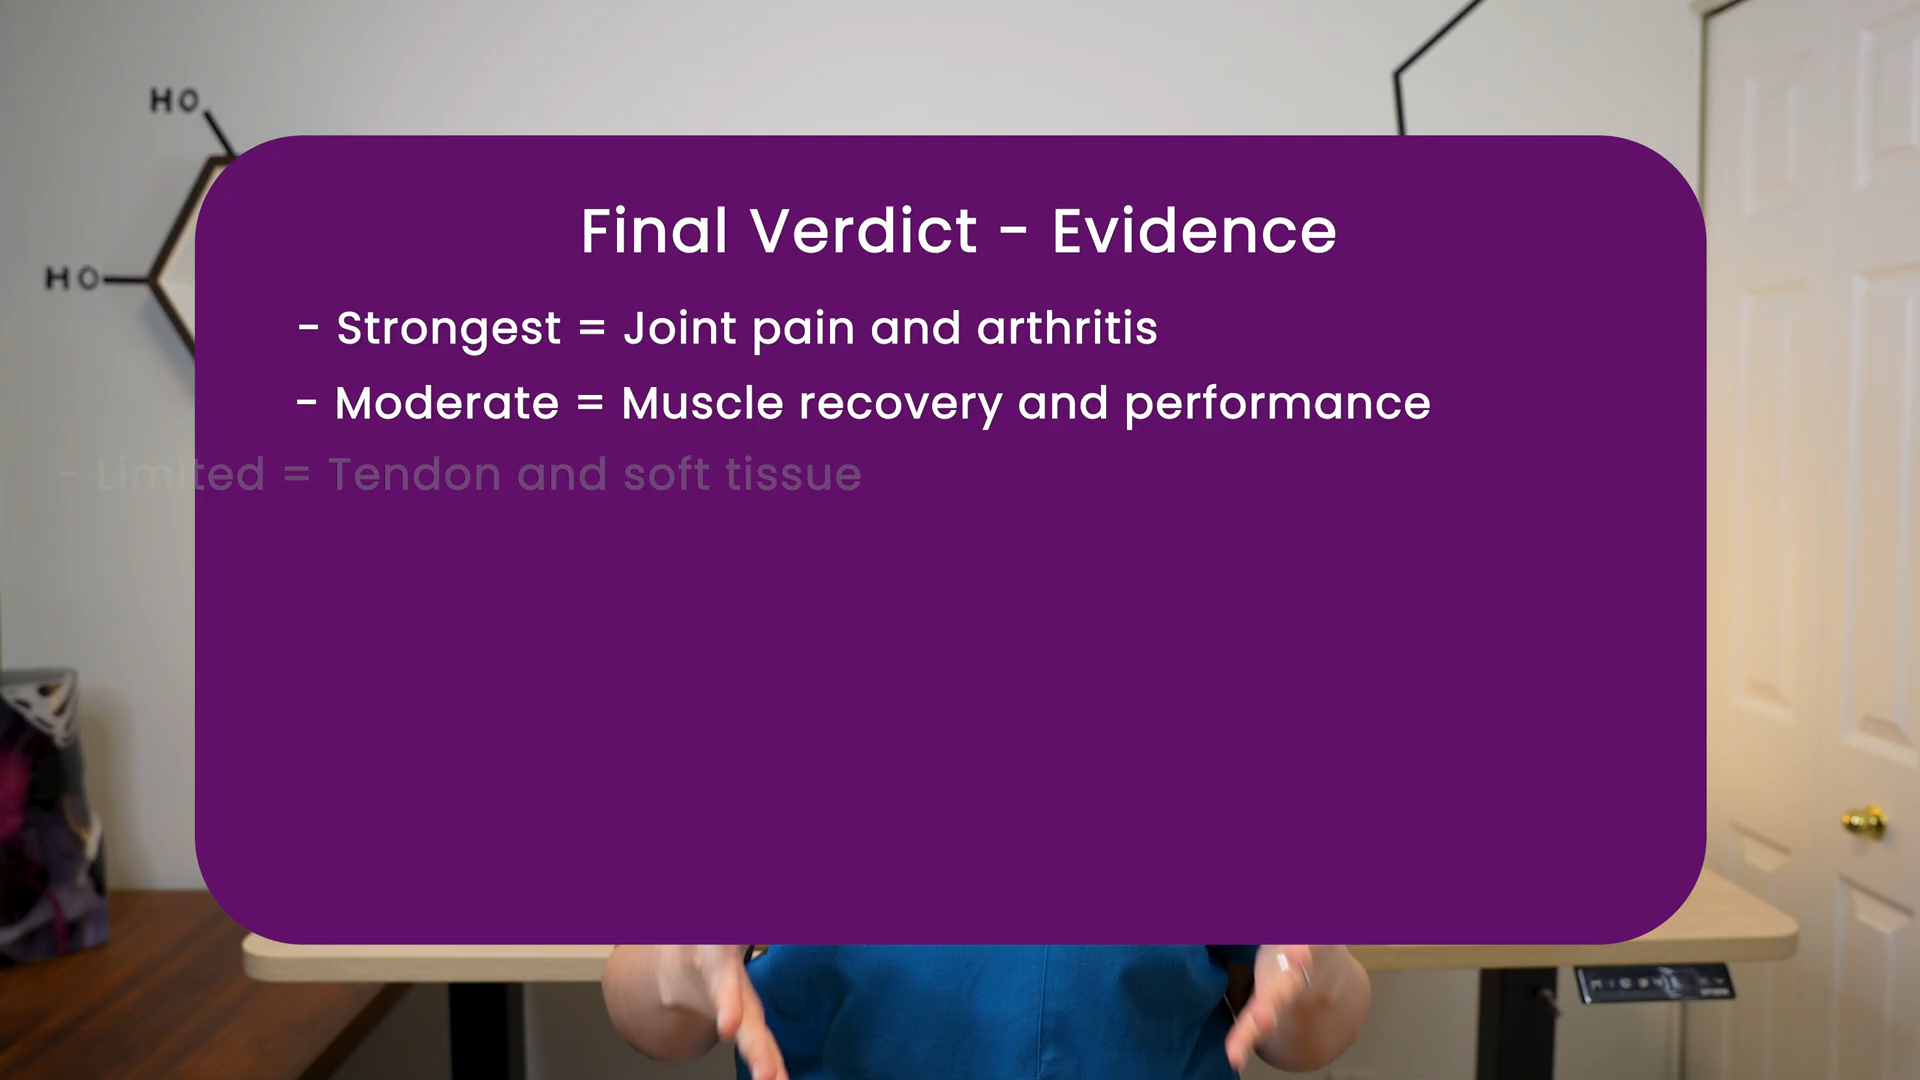 HO
HO
Final Verdict - Evidence
- Strongest = Joint pain and arthritis
- Moderate = Muscle recovery and performance
- Limited = Tendon and soft tissue